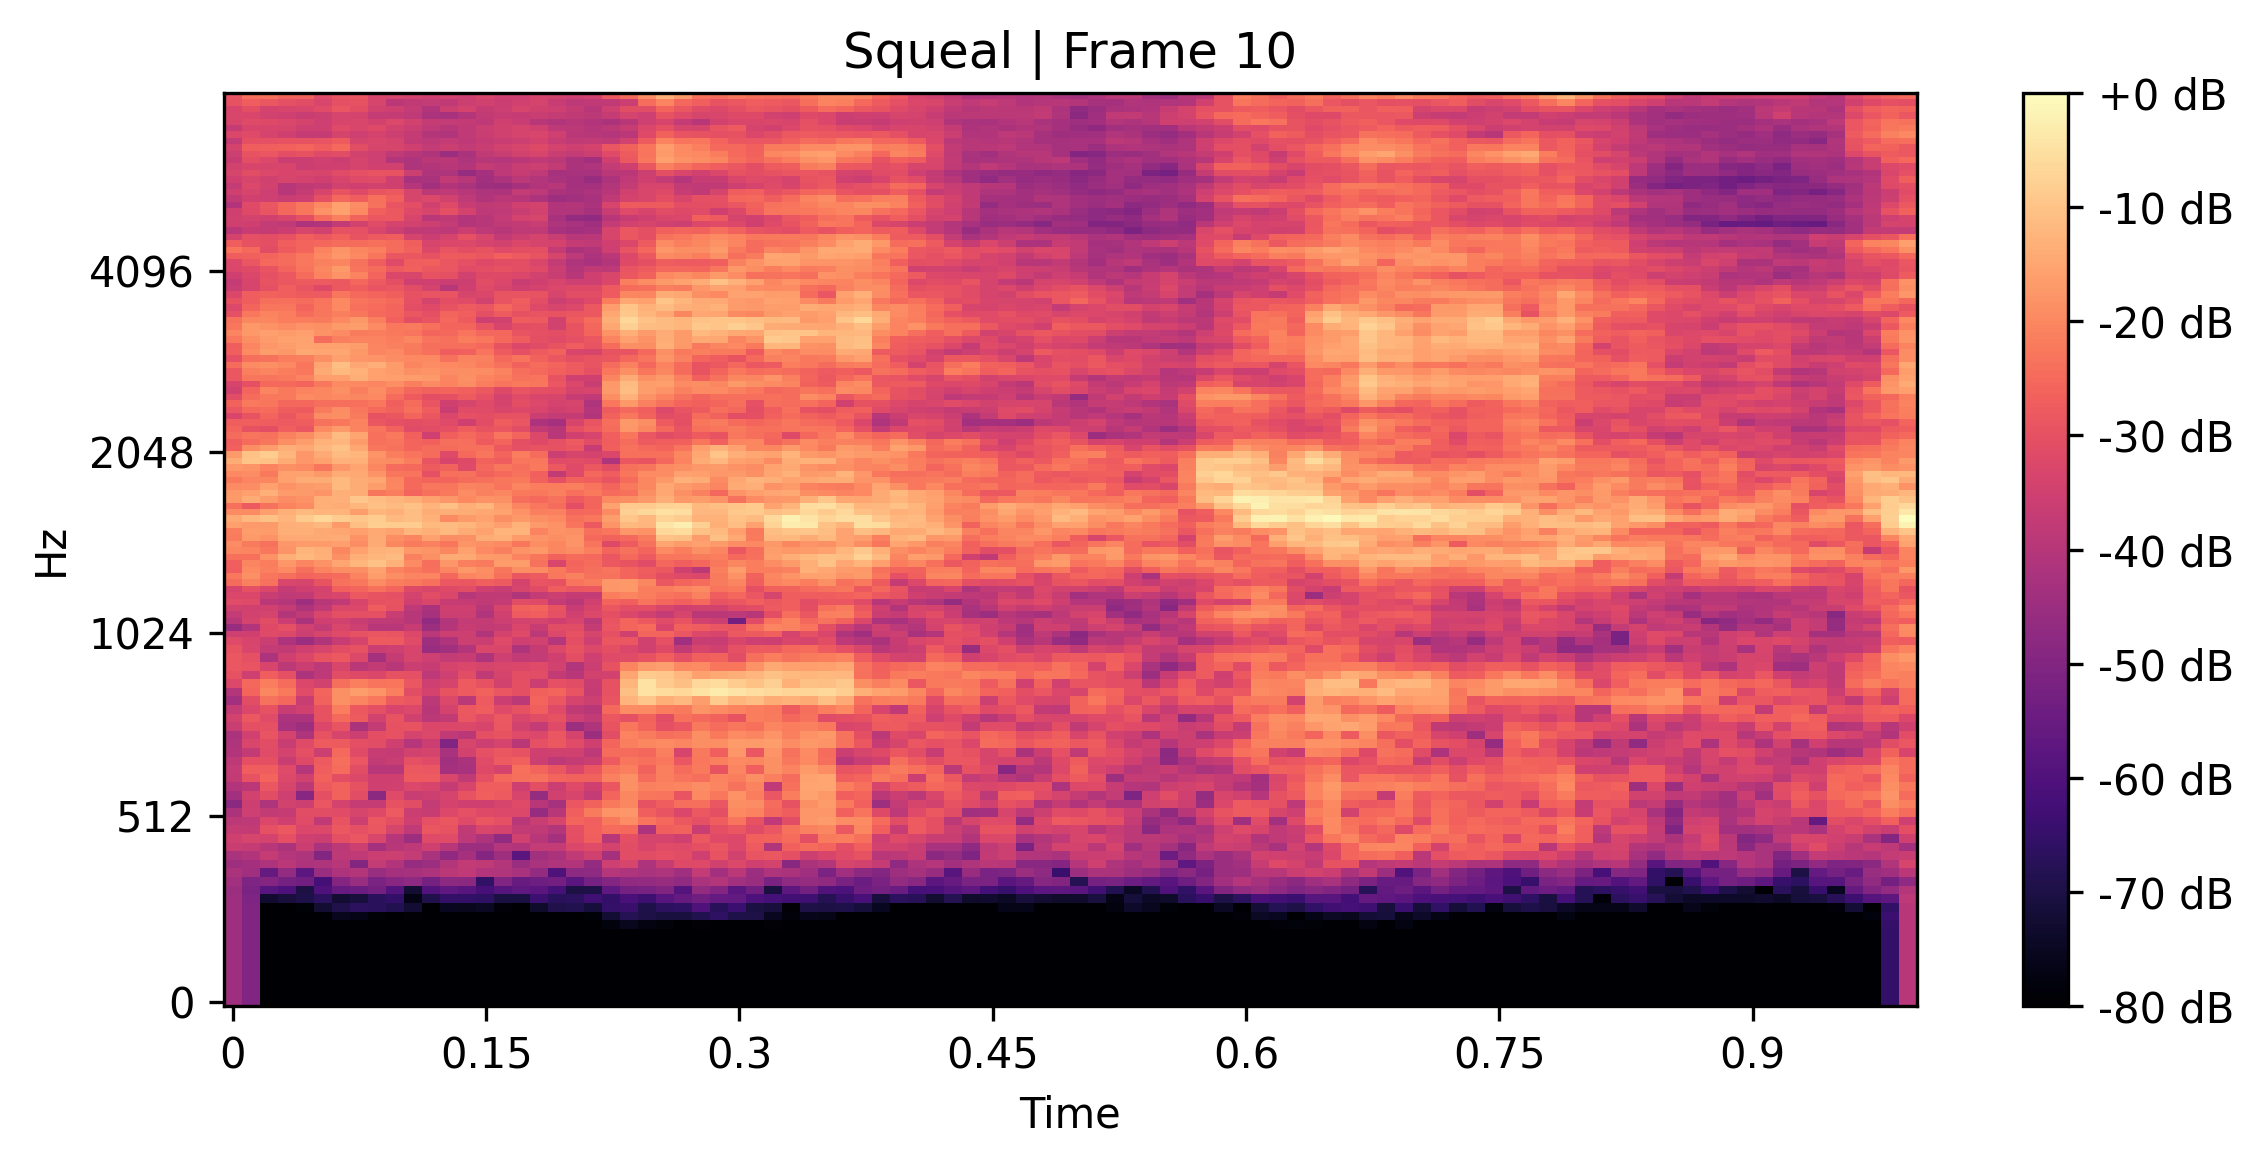 Squeal | Frame 10
Hz
4096
2048
1024
512
0
0 0.15 0.3 0.45 0.6 0.75 0.9
Time
+0 dB
-10 dB
-20 dB
-30 dB
-40 dB
-50 dB
-60 dB
-70 dB
-80 dB